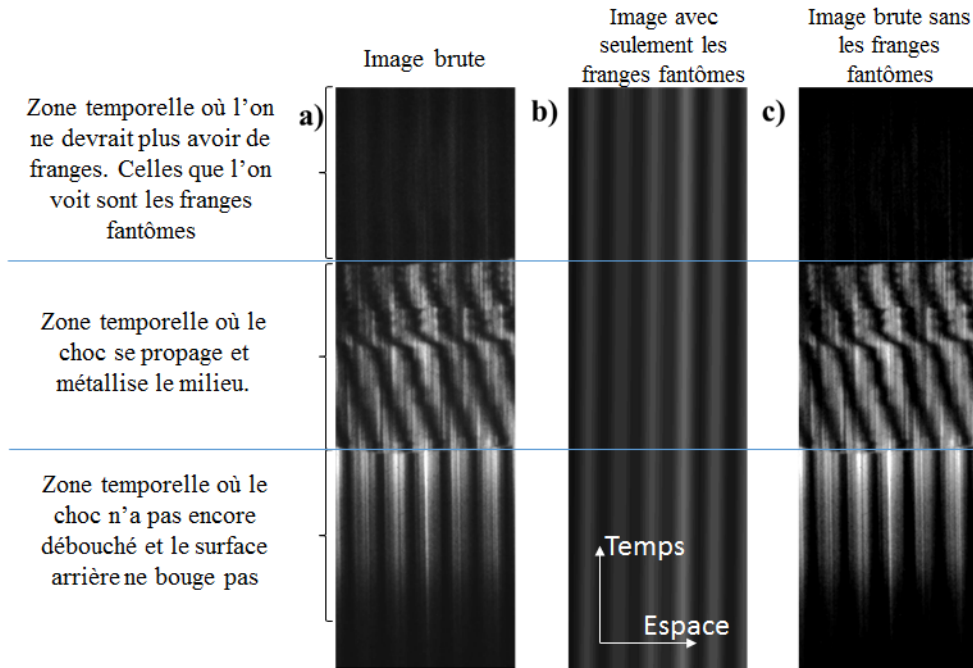 Image brute
Image avec
seulement les
franges fantômes
Image brute sans
les franges
fantômes
a)
b)
c)
Zone temporelle où l’on
ne devrait plus avoir de
franges. Celles que l’on
voit sont les franges
fantômes
Zone temporelle où le
choc se propage et
métallise le milieu.
Zone temporelle où le
choc n’a pas encore
débouché et le surface
arrière ne bouge pas
Temps
Espace